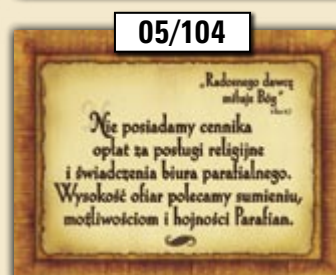 05/104
„Radosnego dawcę
miłuje Bóg"
Nie posiadamy cennika
opłat za posługi religijne
i świadczenia biura parafialnego.
Wysokość ofiar polecamy sumieniu,
możliwościom i hojności Parafian.